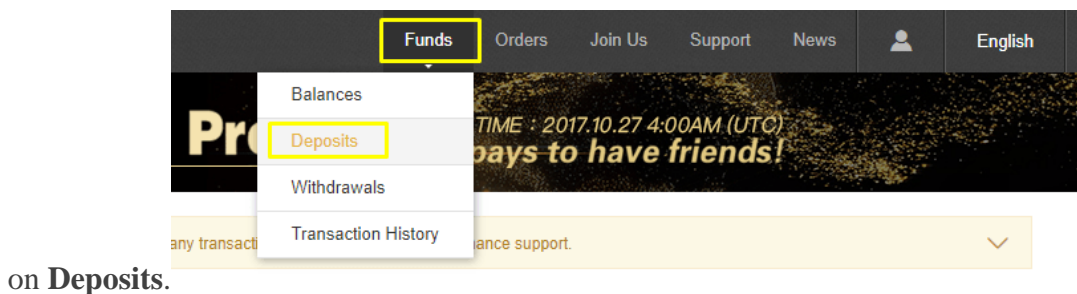 Funds Orders Join Us Support News English
Balances
Pr TIME : 2017.10.27 4:00AM (UTC)
Deposits
pays to have friends!
Withdrawals
Transaction History
any transacti ance support.
on Deposits.